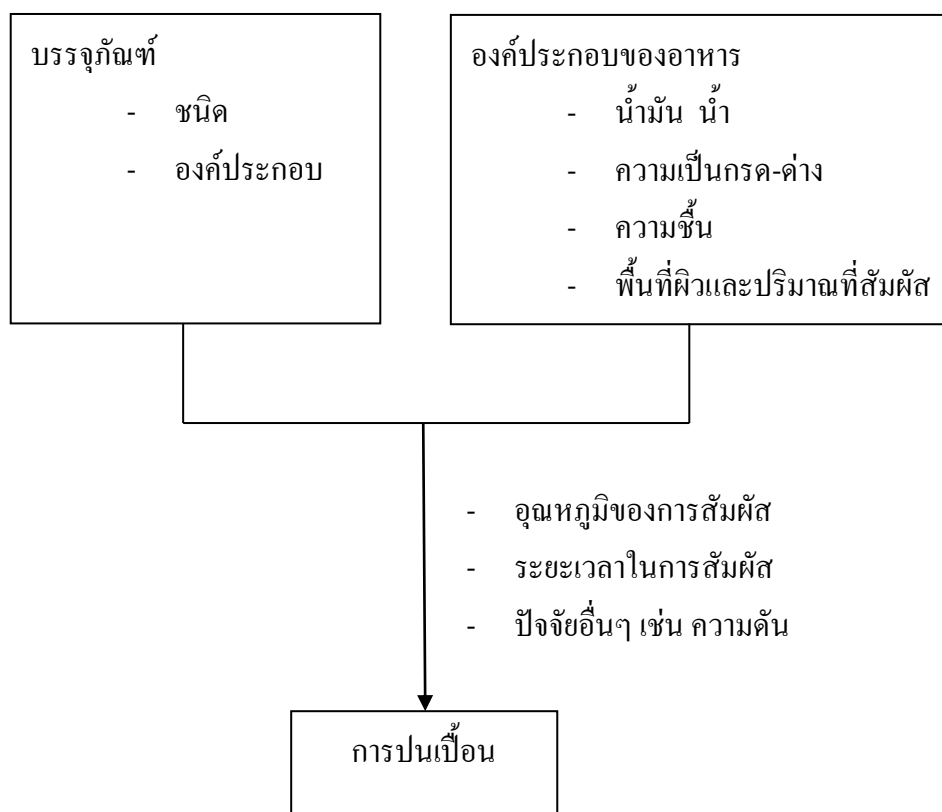 บรรจุภัณฑ์
- ชนิด
- องค์ประกอบ
องค์ประกอบของอาหาร
- น้ำมัน น้ำ
- ความเป็นกรด-ด่าง
- ความชื้น
- พื้นที่ผิวและปริมาณที่สัมผัส
- อุณหภูมิของการสัมผัส
- ระยะเวลาในการสัมผัส
- ปัจจัยอื่นๆ เช่น ความดัน
การปนเปื้อน